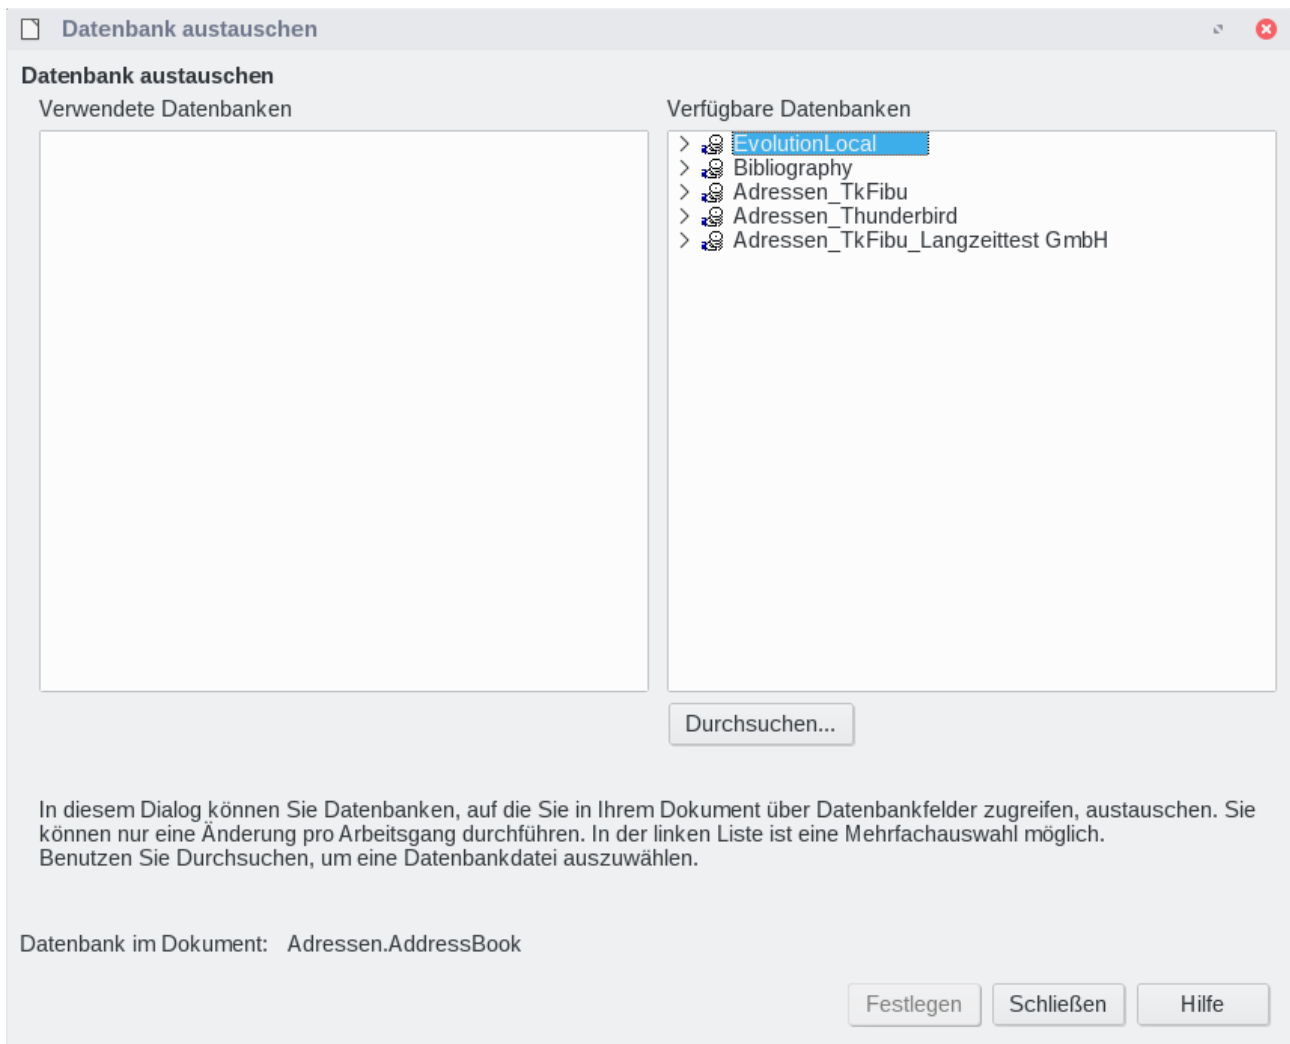 Datenbank austauschen
Datenbank austauschen
Verwendete Datenbanken
Verfügbare Datenbanken
EvolutionLocal
Bibliography
Adressen_TkFibu
Adressen_Thunderbird
Adressen_TkFibu_Langzeittest GmbH
Durchsuchen...
In diesem Dialog können Sie Datenbanken, auf die Sie in Ihrem Dokument über Datenbankfelder zugreifen, austauschen. Sie
können nur eine Änderung pro Arbeitsgang durchführen. In der linken Liste ist eine Mehrfachauswahl möglich.
Benutzen Sie Durchsuchen, um eine Datenbankdatei auszuwählen.
Datenbank im Dokument: Adressen.AddressBook
Festlegen Schließen Hilfe